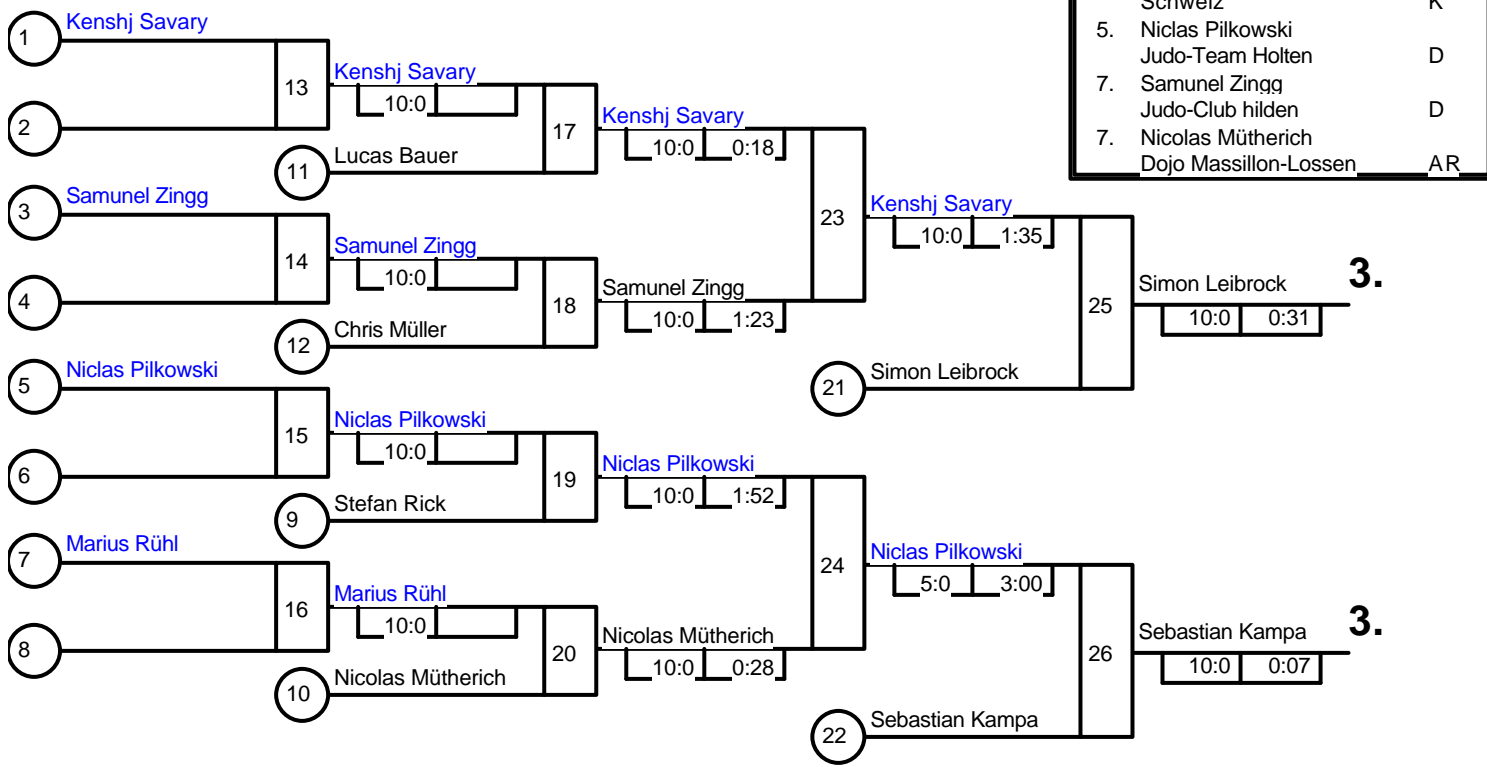 Schweiz K
5. Niclas Pilkowski
Judo-Team Holten D
7. Samunel Zingg
Judo-Club hilden D
7. Nicolas Mütherich
Dojo Massillon-Lossen AR
1 Kenshj Savary
13
Kenshj Savary
10:0
2
17
Kenshj Savary
10:0 0:18
11 Lucas Bauer
3 Samunel Zingg
23
Kenshj Savary
10:0 1:35
14
Samunel Zingg
10:0
4
18
Samunel Zingg
10:0 1:23
12 Chris Müller
25
Simon Leibrock
10:0 0:31
3.
5 Niclas Pilkowski
21 Simon Leibrock
15
Niclas Pilkowski
10:0
6
19
Niclas Pilkowski
10:0 1:52
9 Stefan Rick
7 Marius Rühl
24
Niclas Pilkowski
5:0 3:00
16
Marius Rühl
10:0
8
20
Nicolas Mütherich
10:0 0:28
10 Nicolas Mütherich
26
Sebastian Kampa
10:0 0:07
3.
22 Sebastian Kampa